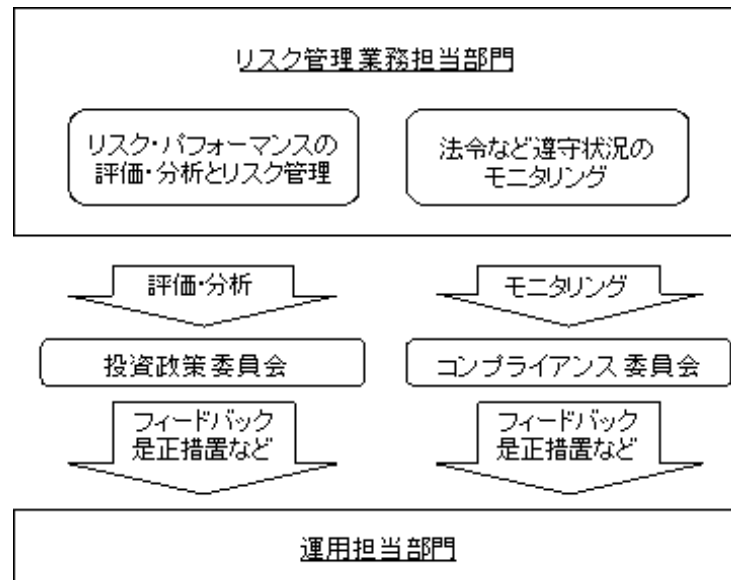 リスク管理業務担当部門
リスク・パフォーマンスの
評価・分析とリスク管理
法令など遵守状況の
モニタリング
評価・分析
モニタリング
投資政策委員会
コンプライアンス委員会
フィードバック
是正措置など
フィードバック
是正措置など
運用担当部門